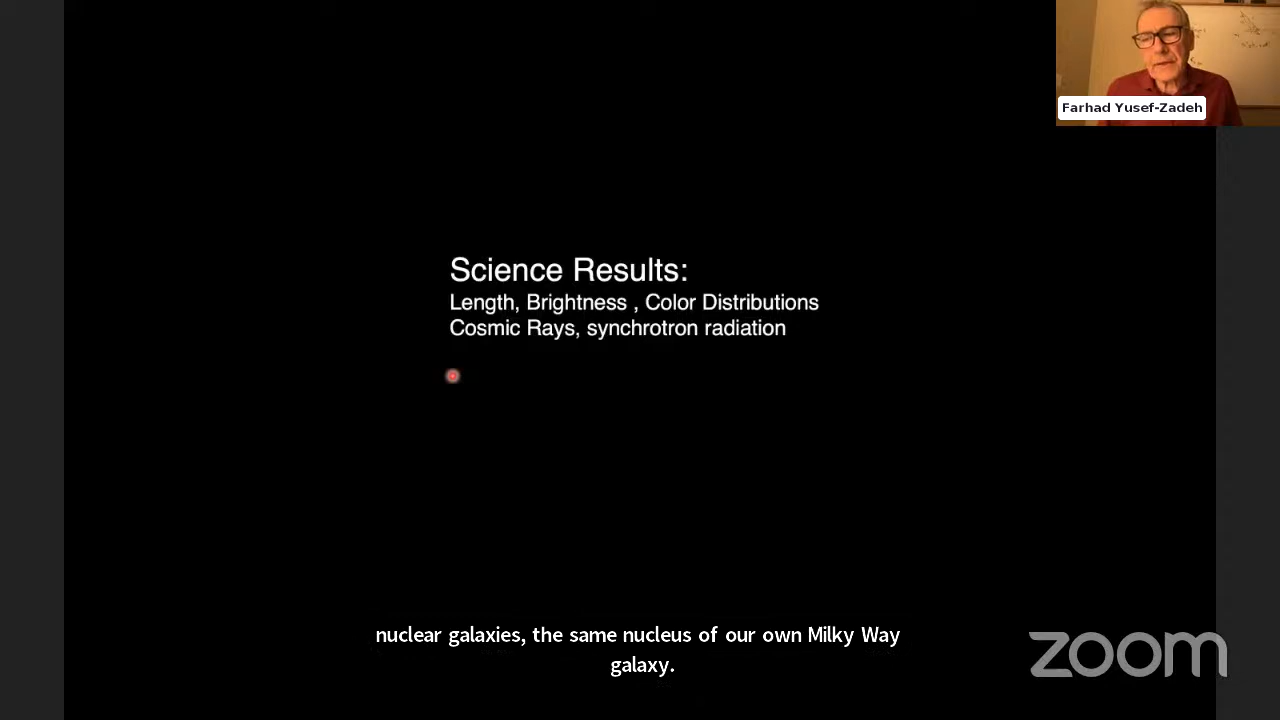 Farhad Yusef-Zadeh
Science Results:
Length, Brightness , Color Distributions
Cosmic Rays, synchrotron radiation
nuclear galaxies, the same nucleus of our own Milky Way
galaxy.
zoom